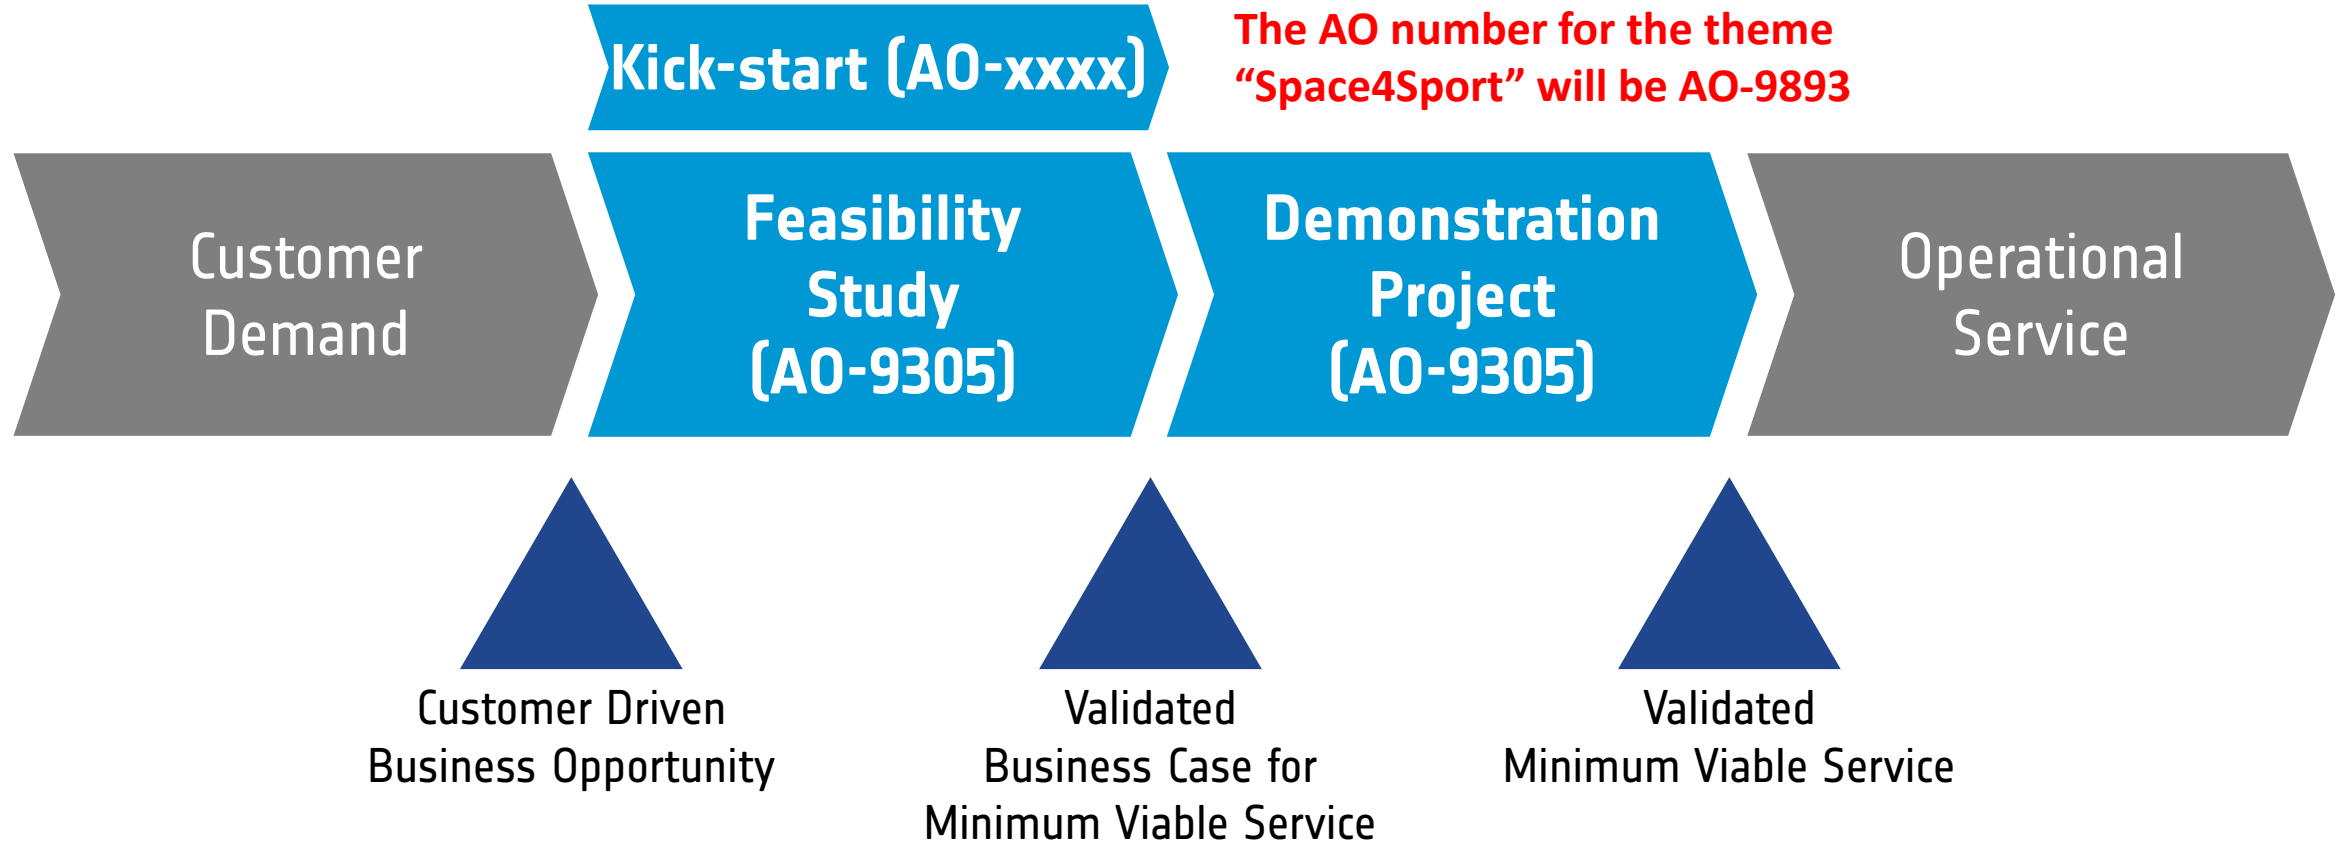 Kick-start (AO-xxxx)
The AO number for the theme
“Space4Sport” will be AO-9893
Customer
Demand
Feasibility
Study
(AO-9305)
Demonstration
Project
(AO-9305)
Operational
Service
Customer Driven
Business Opportunity
Validated
Business Case for
Minimum Viable Service
Validated
Minimum Viable Service